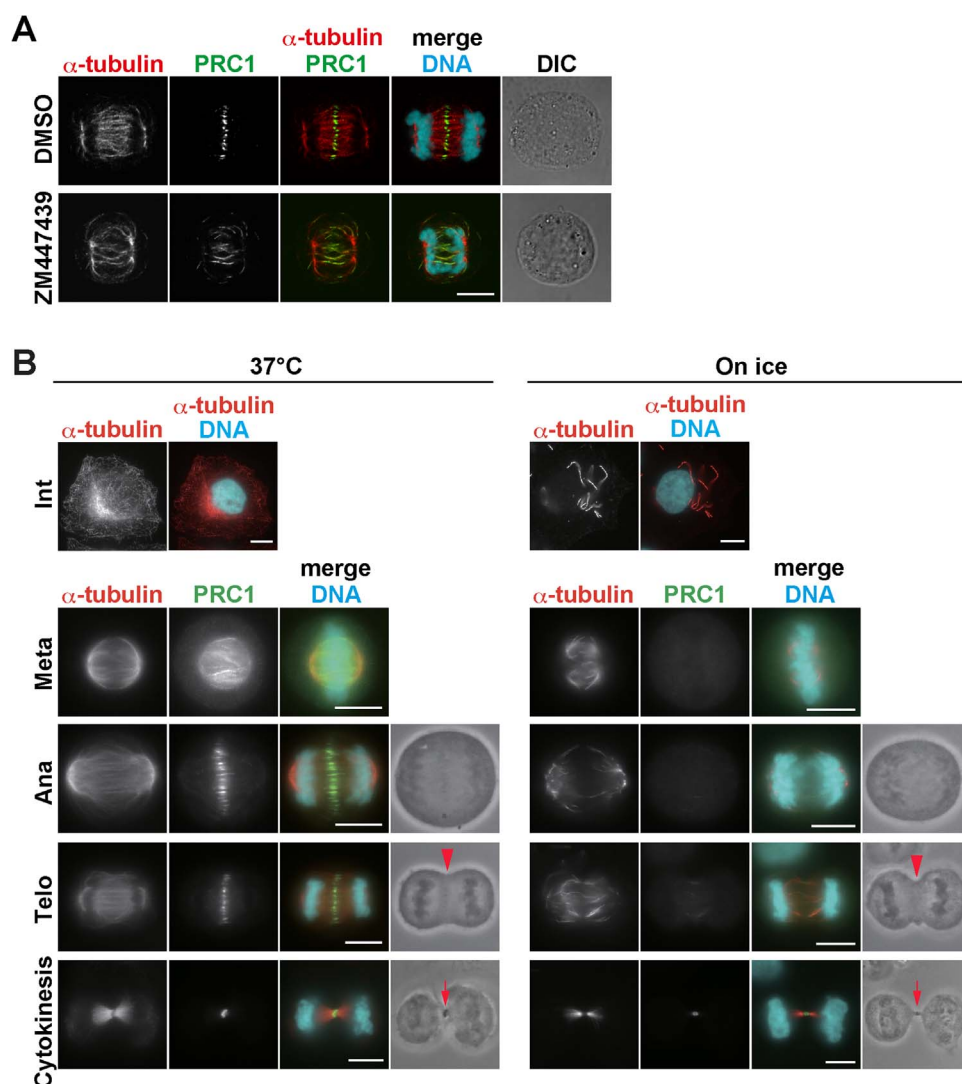 A
α-tubulin PRC1 α-tubulin PRC1 merge DNA DIC
DMSO
ZM447439
B
37°C On ice
α-tubulin α-tubulin DNA α-tubulin α-tubulin DNA
Int
α-tubulin PRC1 merge DNA α-tubulin PRC1 merge DNA
Meta
Ana
Telo
Cytokinesis